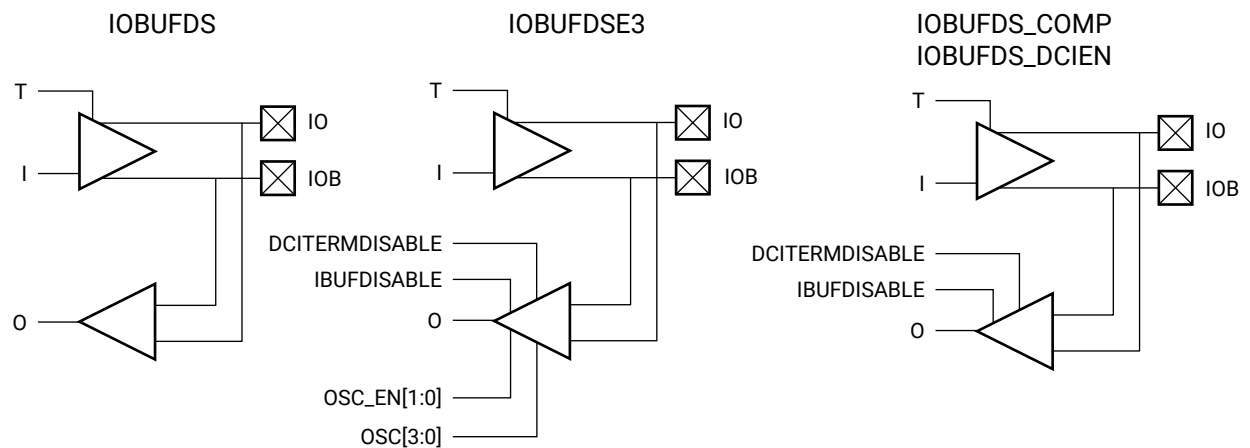 IOBUFDS
T
IO
I
IOB
O
IOBUFDSE3
T
IO
I
IOB
DCITERMDISABLE
IBUFDISABLE
O
OSC_EN[1:0]
OSC[3:0]
IOBUFDS_COMP
IOBUFDS_DCIEN
T
IO
I
IOB
DCITERMDISABLE
IBUFDISABLE
O